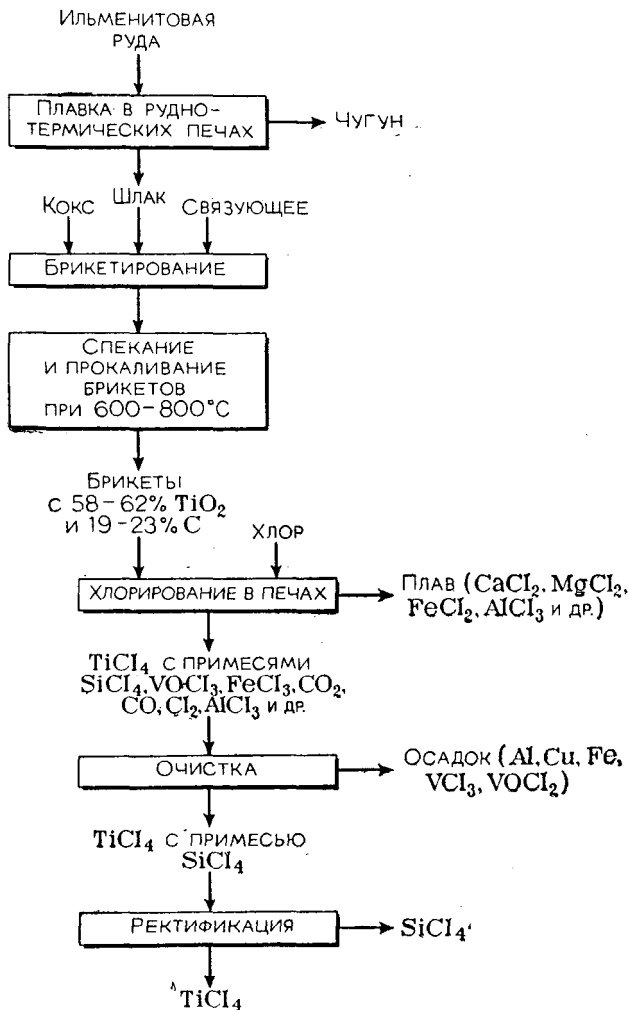 Ильменитовая
руда
Плавка в рудно-
термических печах
Чугун
Кокс
Шлак
Связующее
Брикетирование
Спекание
и прокаливание
брикетов
при 600–800°С
Брикеты
с 58–62% TiO₂
и 19-23% С
Хлор
Хлорирование в печах
Плав (CaCl₂, MgCl₂,
FeCl₂, AlCl₃ и др.)
TiCl₄ с примесями
SiCl₄, VOCl₃, FeCl₃, CO₂,
CO, Cl₂, AlCl₃ и др.
Очистка
Осадок (Al, Cu, Fe,
VCl₃, VOCl₂)
TiCl₄ с примесью
SiCl₄
Ректификация
SiCl₄
TiCl₄